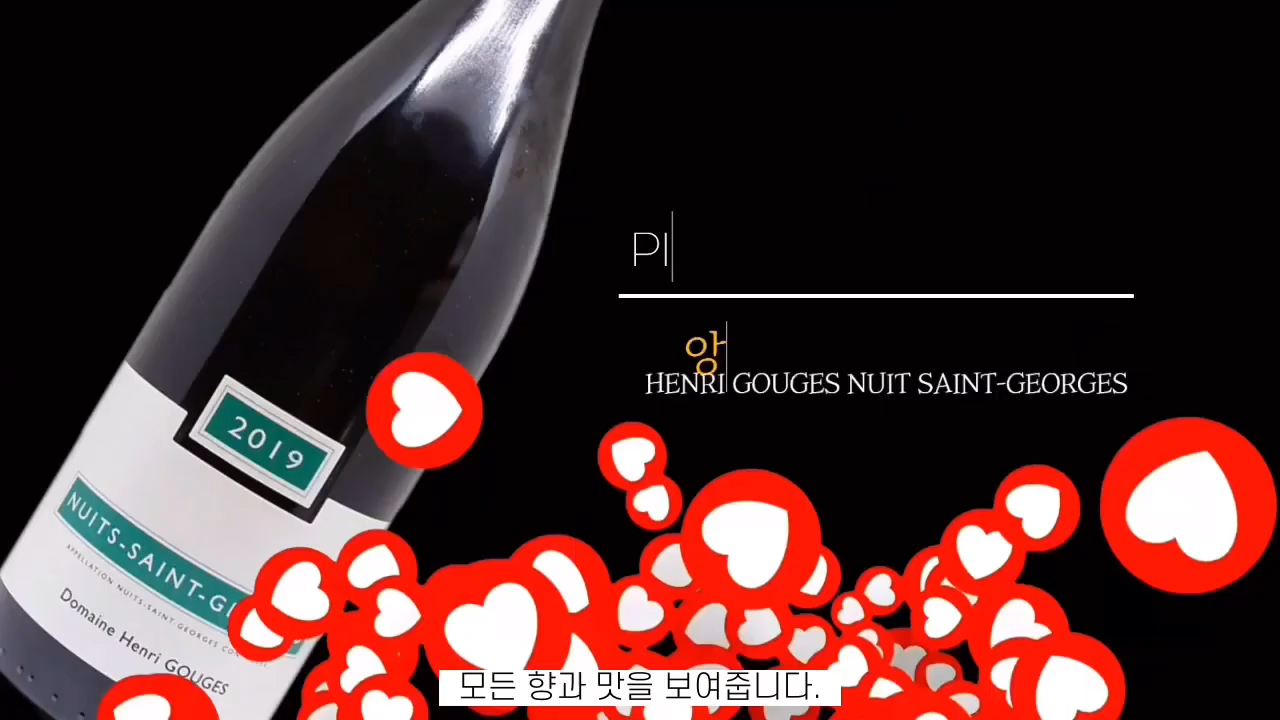 PI
앙
HENRI GOUGES NUIT SAINT-GEORGES
2019
NUITS-SAINT-G
APPELLATION NUITS-SAINT-GEORGES
Domaine Henri GOUGES
모든 향과 맛을 보여줍니다.